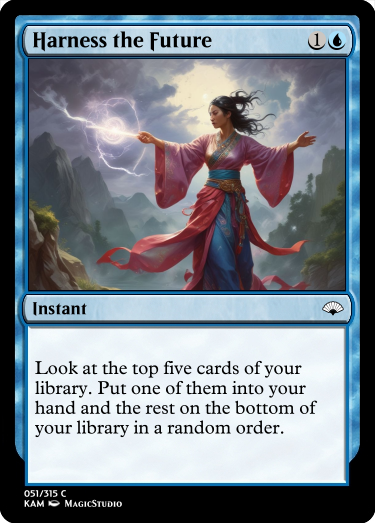 Harness the Future 1
Instant
Look at the top five cards of your
library. Put one of them into your
hand and the rest on the bottom of
your library in a random order.
051/315 C
KAM MagicStudio